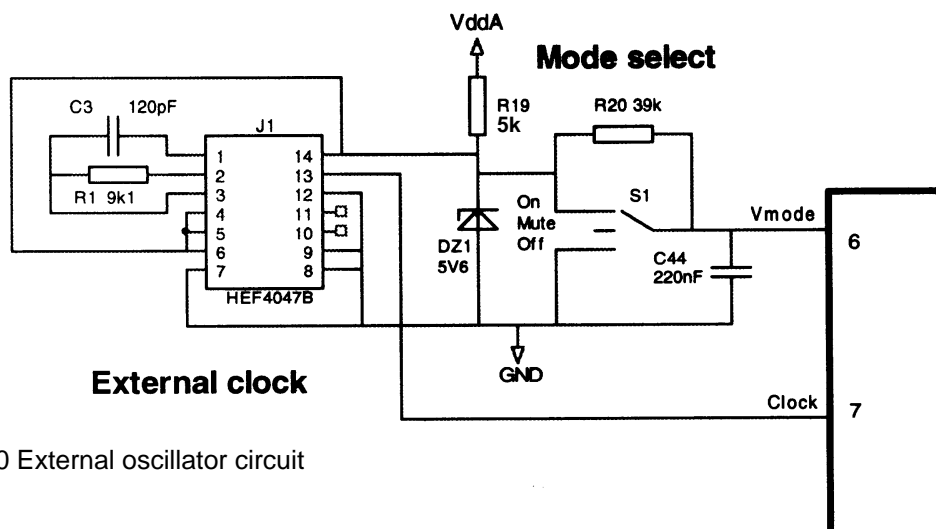 VddA
Mode select
C3 120pF
R19
5k
R20 39k
J1
1 14
2 13
3 12
4 11
5 10
6 9
7 8
R1 9k1
HEF4047B
On
Mute
Off
S1
DZ1
5V6
C44
220nF
Vmode
6
GND
External clock
Clock
7
0 External oscillator circuit